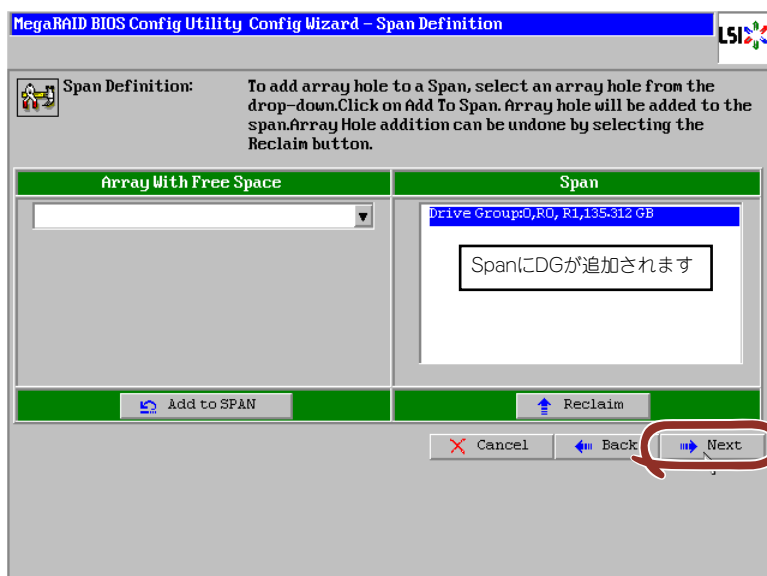 MegaRAID BIOS Config Utility Config Wizard – Span Definition
LSI
Span Definition:
To add array hole to a Span, select an array hole from the
drop-down.Click on Add To Span. Array hole will be added to the
span.Array Hole addition can be undone by selecting the
Reclaim button.
Array With Free Space
Span
Drive Group:0,R0, R1,135.312 GB
SpanにDGが追加されます
Add to SPAN
Reclaim
Cancel
Back
Next